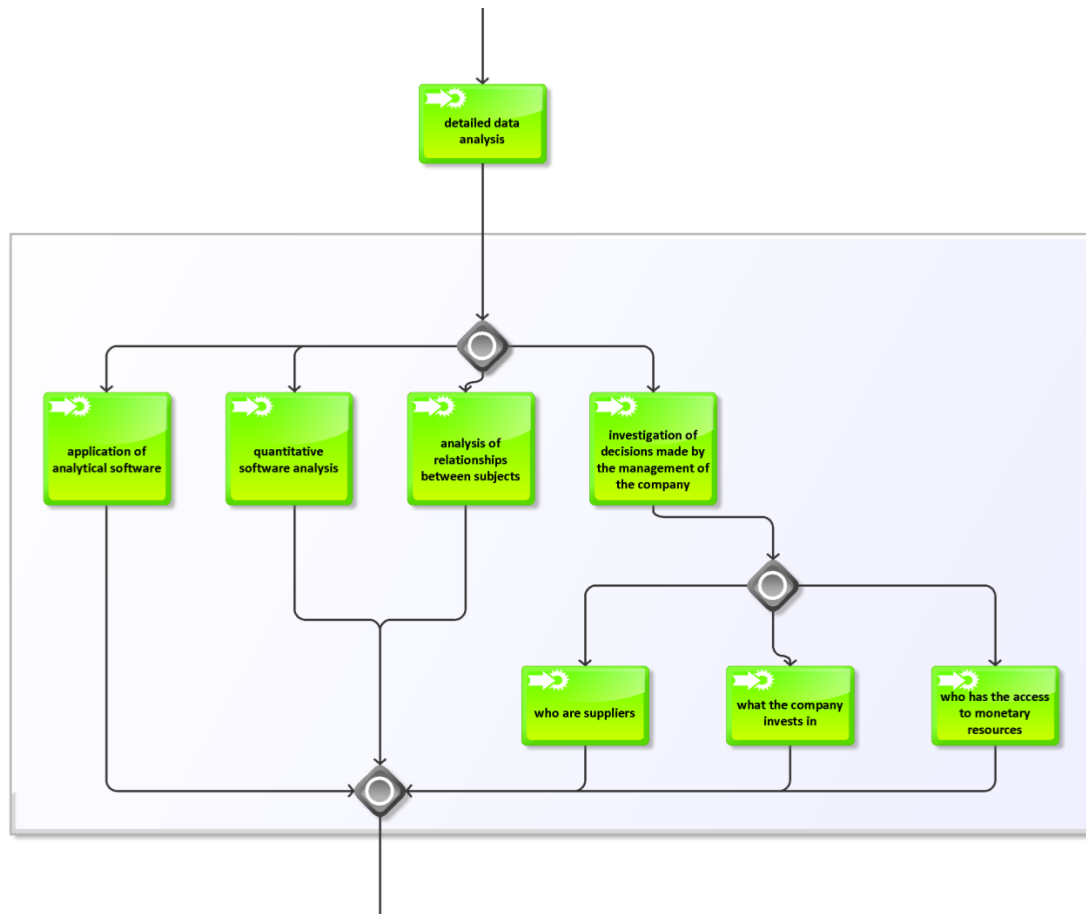 detailed data
analysis
application of
analytical software
quantitative
software analysis
analysis of
relationships
between subjects
investigation of
decisions made by
the management of
the company
who are suppliers
what the company
invests in
who has the access
to monetary
resources